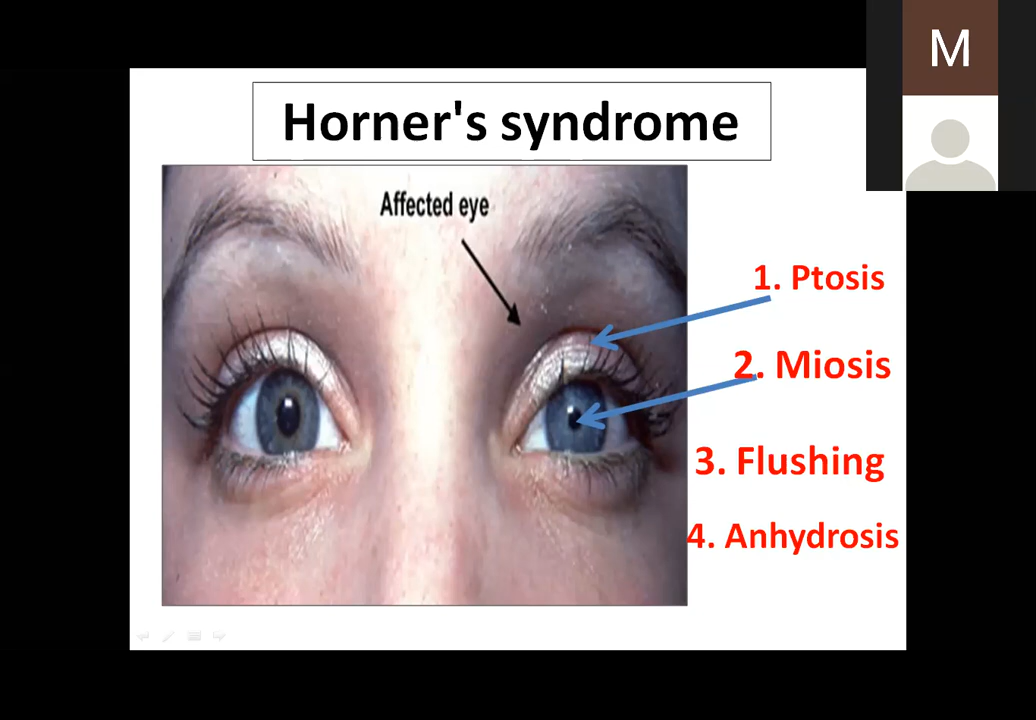 M
Horner's syndrome
Affected eye
1. Ptosis
2. Miosis
3. Flushing
4. Anhydrosis